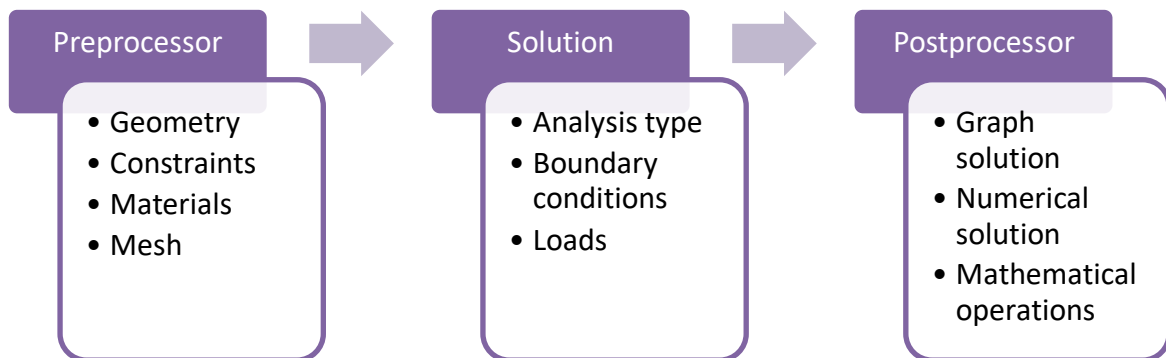 Preprocessor
• Geometry
• Constraints
• Materials
• Mesh
Solution
• Analysis type
• Boundary
conditions
• Loads
Postprocessor
• Graph
solution
• Numerical
solution
• Mathematical
operations